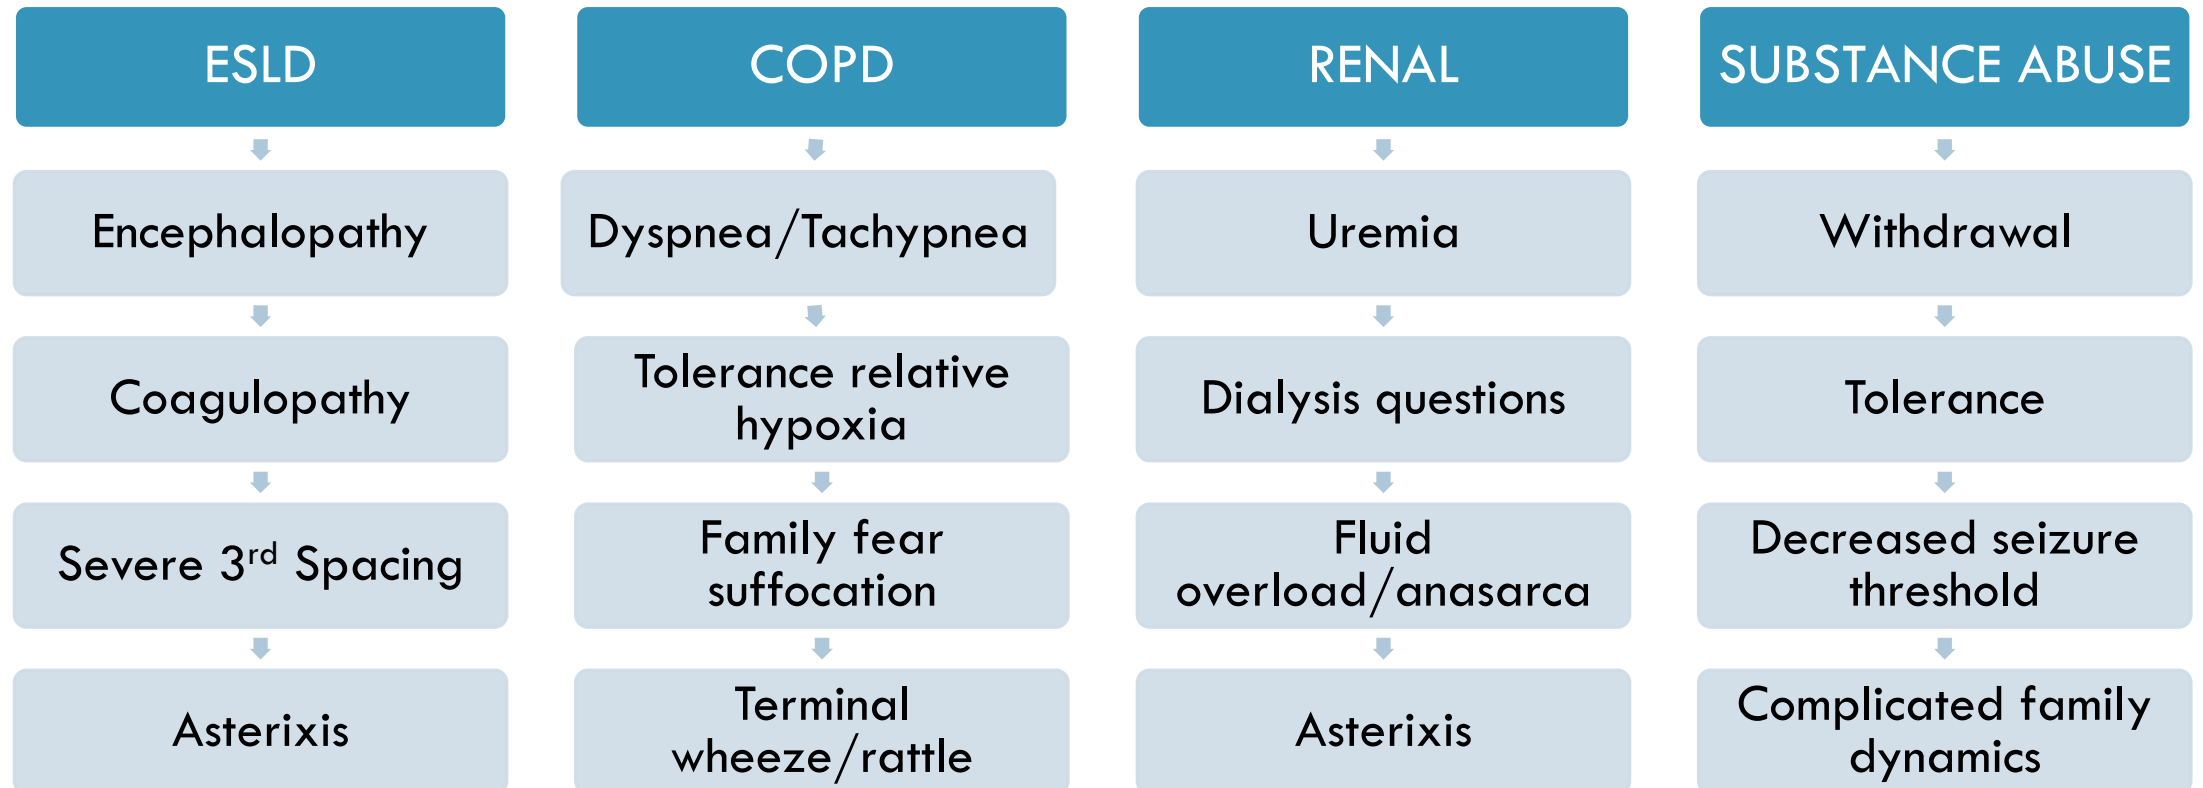 ESLD
Encephalopathy
Coagulopathy
Severe 3rd Spacing
Asterixis
COPD
Dyspnea/Tachypnea
Tolerance relative
hypoxia
Family fear
suffocation
Terminal
wheeze/rattle
RENAL
Uremia
Dialysis questions
Fluid
overload/anasarca
Asterixis
SUBSTANCE ABUSE
Withdrawal
Tolerance
Decreased seizure
threshold
Complicated family
dynamics